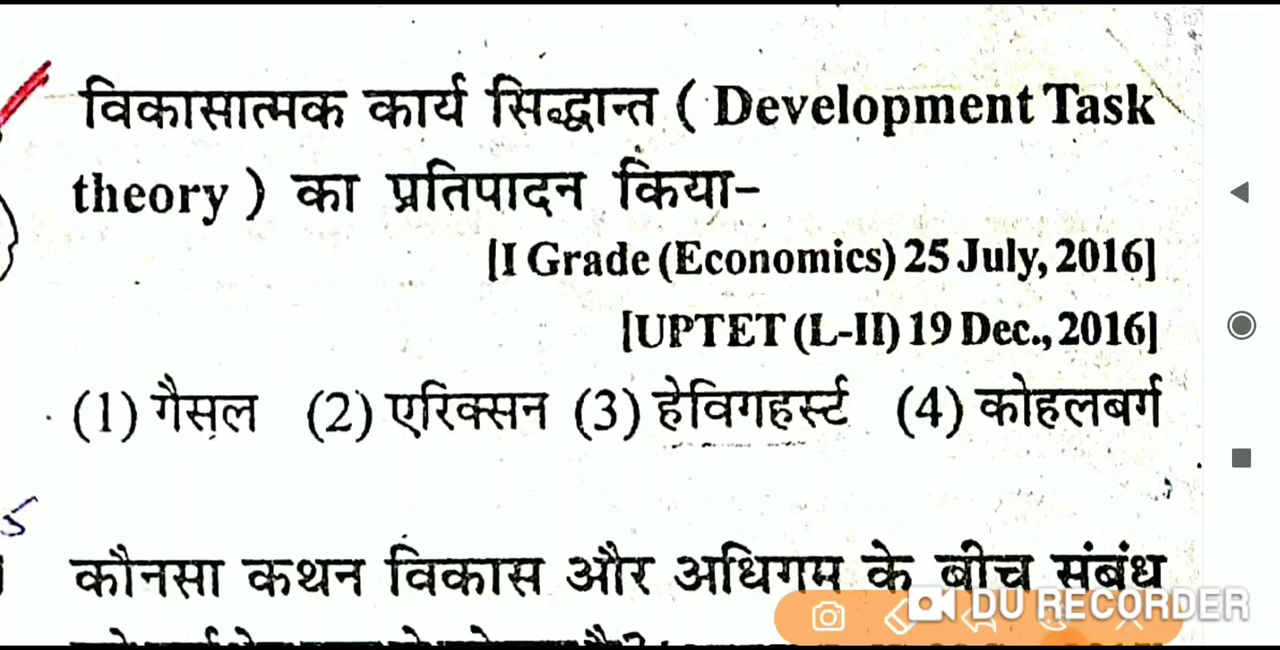 विकासात्मक कार्य सिद्धान्त ( Development Task
theory ) का प्रतिपादन किया-
[I Grade (Economics) 25 July, 2016]
[UPTET (L-II) 19 Dec., 2016]
(1) गैसल (2) एरिक्सन (3) हेविगहर्स्ट (4) कोहलबर्ग
5
कौनसा कथन विकास और अधिगम के बीच संबंध
DU RECORDER